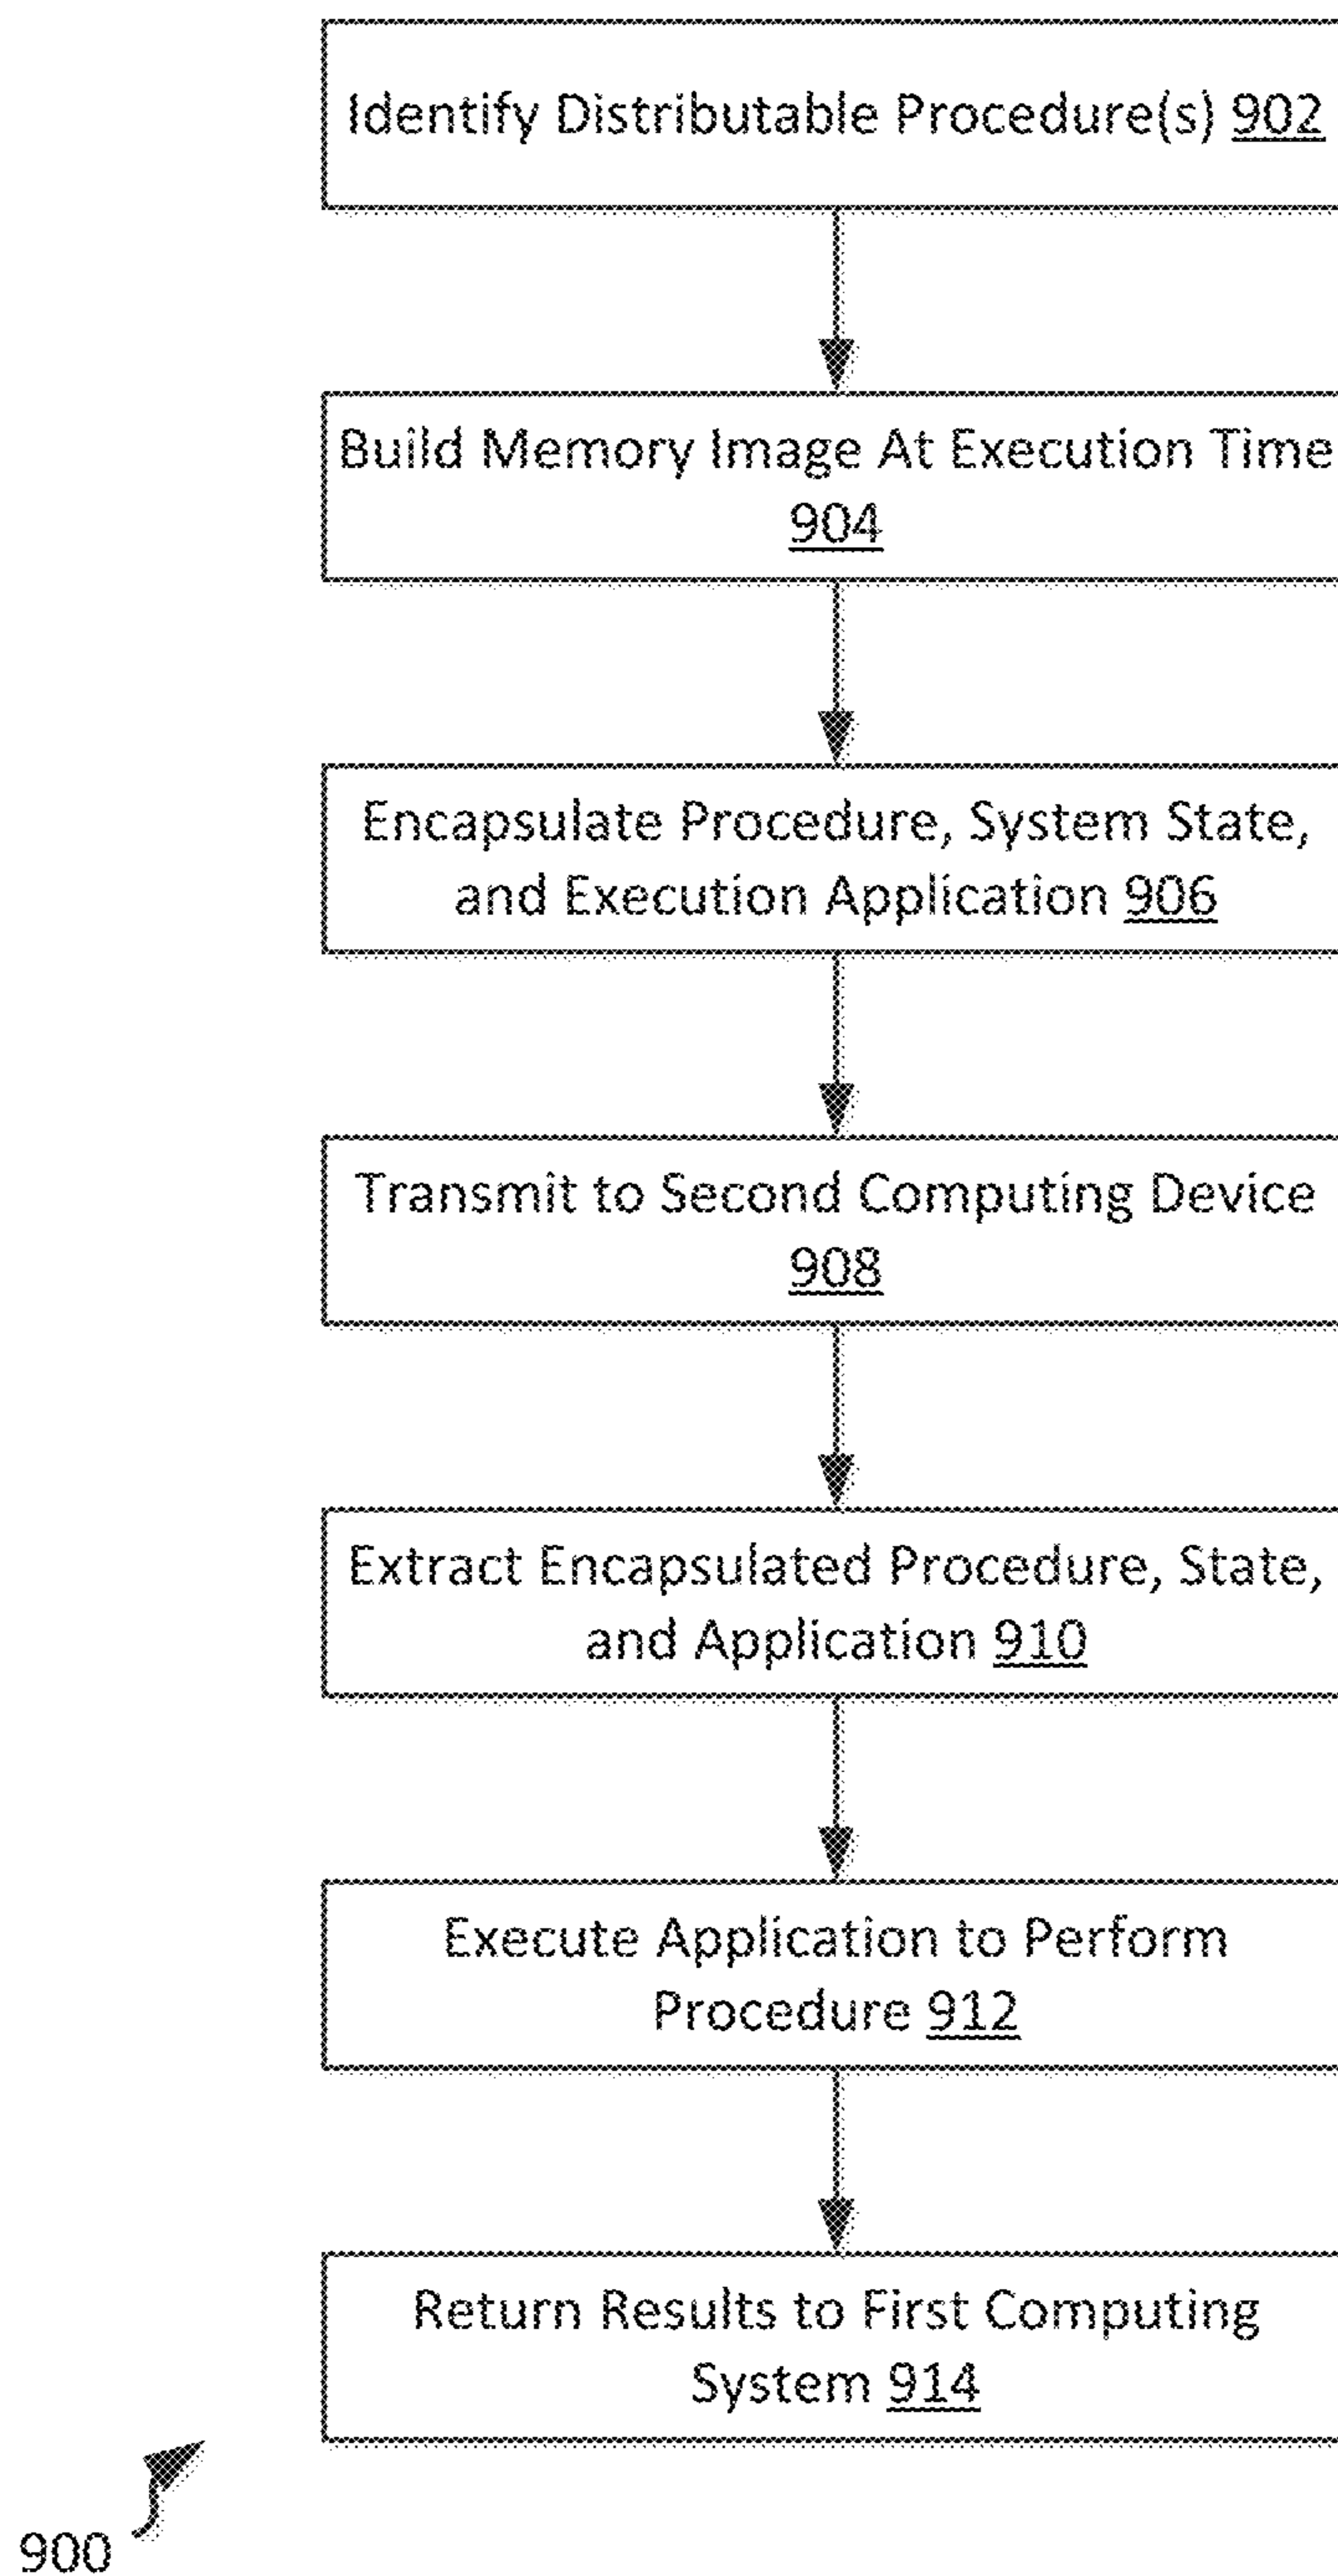 Identify Distributable Procedure(s) 902
Build Memory Image At Execution Time
904
Encapsulate Procedure, System State,
and Execution Application 906
Transmit to Second Computing Device
908
Extract Encapsulated Procedure, State,
and Application 910
Execute Application to Perform
Procedure 912
Return Results to First Computing
System 914
900